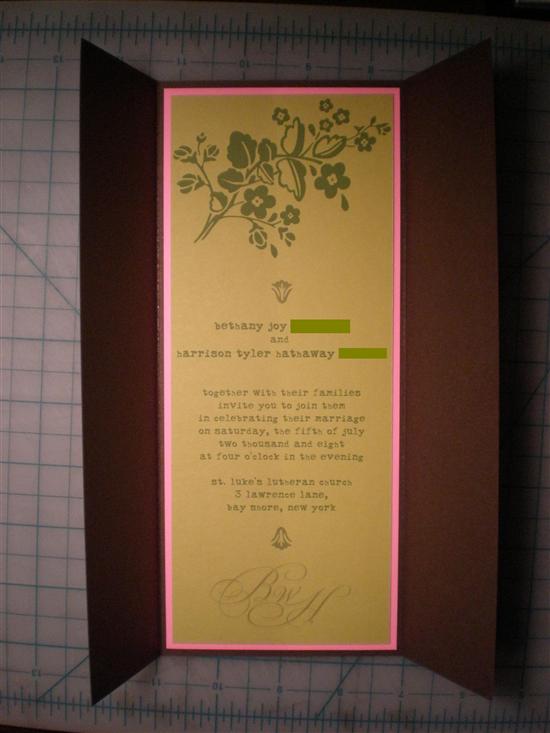 bethany joy
and
harrison tyler hathaway
together with their families
invite you to join them
in celebrating their marriage
on saturday, the fifth of july
two thousand and eight
at four o'clock in the evening
st. luke's lutheran church
3 lawrence lane,
bay shore, new york
B&H